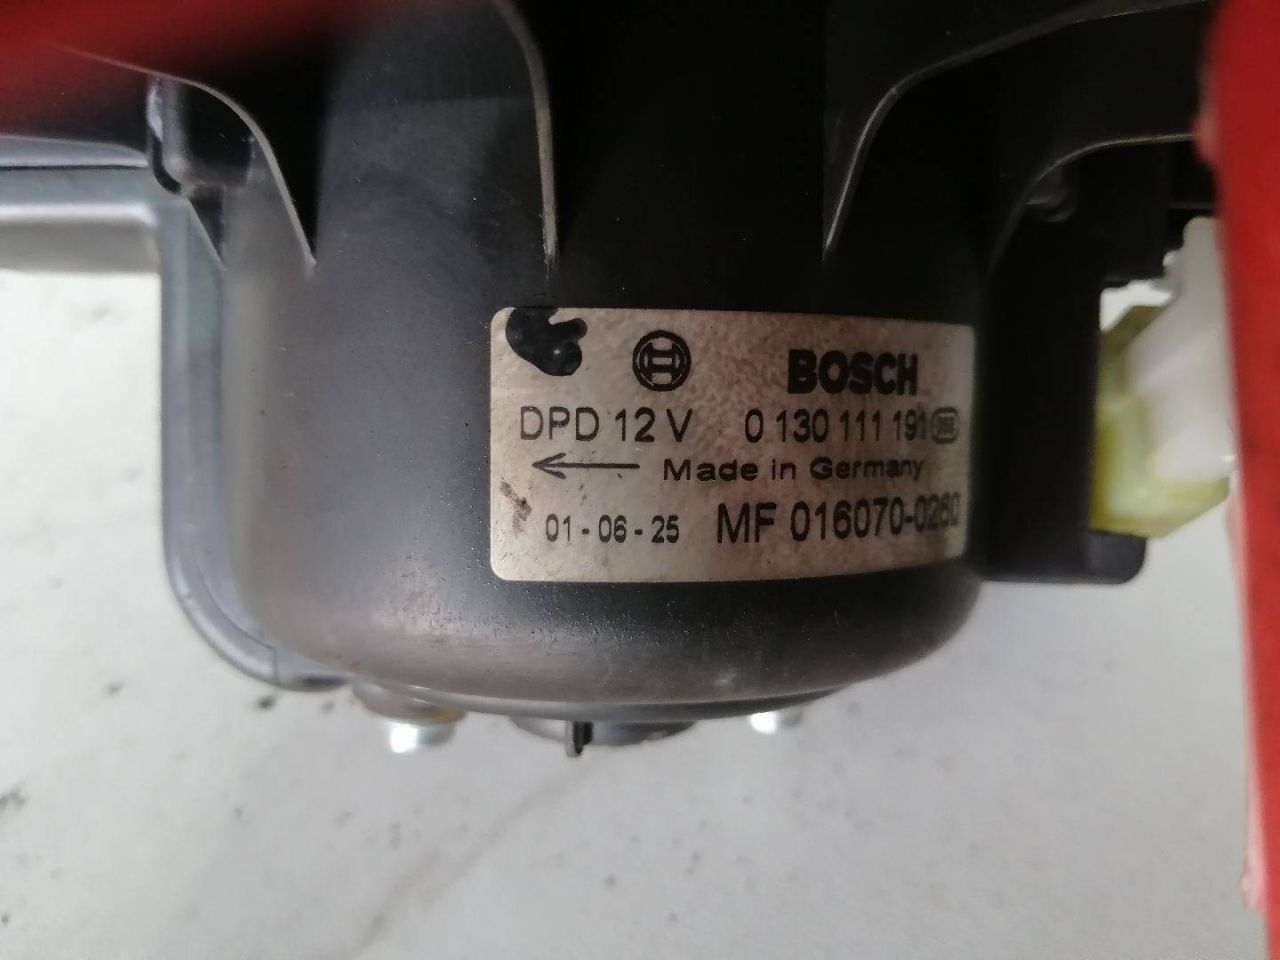 BOSCH
DPD 12 V 0 130 111 191
← Made in Germany
01-06-25 MF 016070-0260